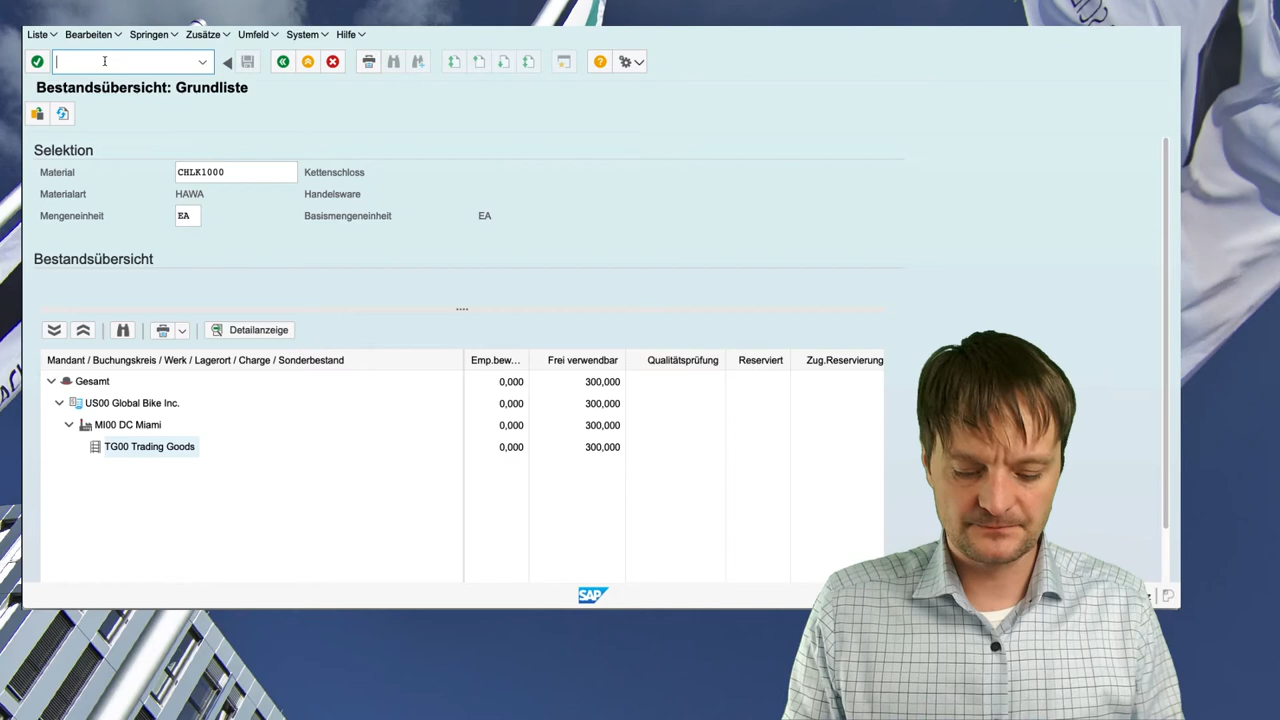 Liste Bearbeiten Springen Zusätze Umfeld System Hilfe
Bestandsübersicht: Grundliste
Selektion
Material CHLK1000 Kettenschloss
Materialart HAWA Handelsware
Mengeneinheit EA Basismengeneinheit EA
Bestandsübersicht
Detailanzeige
Mandant / Buchungskreis / Werk / Lagerort / Charge / Sonderbestand Emp.bew... Frei verwendbar Qualitätsprüfung Reserviert Zug.Reservierung
Gesamt 0,000 300,000
US00 Global Bike Inc. 0,000 300,000
MI00 DC Miami 0,000 300,000
TG00 Trading Goods 0,000 300,000
SAP